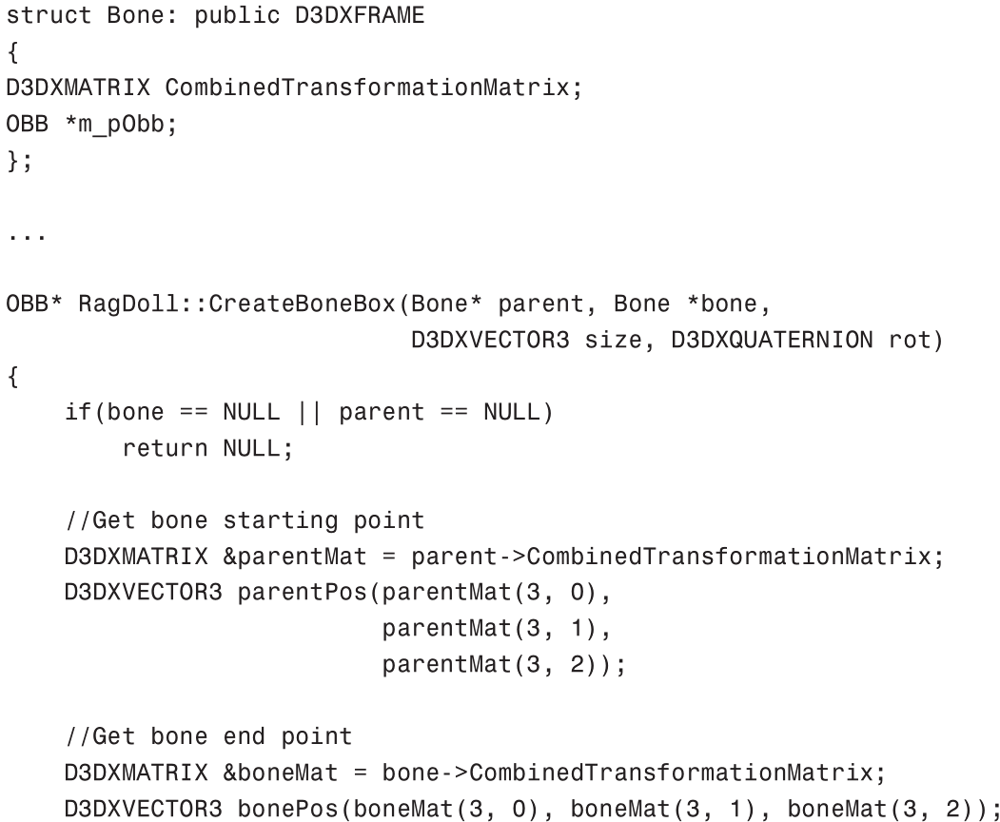 struct Bone: public D3DXFRAME
{
D3DXMATRIX CombinedTransformationMatrix;
OBB *m_pObb;
};
...
OBB* RagDoll::CreateBoneBox(Bone* parent, Bone *bone,
                            D3DXVECTOR3 size, D3DXQUATERNION rot)
{
    if(bone == NULL || parent == NULL)
        return NULL;

    //Get bone starting point
    D3DXMATRIX &parentMat = parent->CombinedTransformationMatrix;
    D3DXVECTOR3 parentPos(parentMat(3, 0),
                          parentMat(3, 1),
                          parentMat(3, 2));

    //Get bone end point
    D3DXMATRIX &boneMat = bone->CombinedTransformationMatrix;
    D3DXVECTOR3 bonePos(boneMat(3, 0), boneMat(3, 1), boneMat(3, 2));